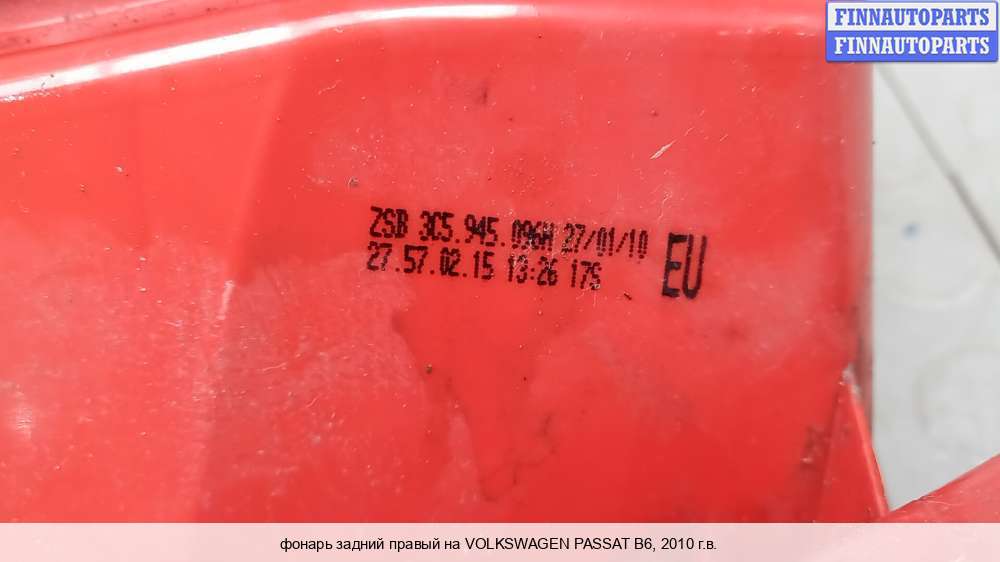 FINNAUTOPARTS
FINNAUTOPARTS
ZSB 3C5.945.096H 27/01/10
27.57.02.15 13:26 17S
EU
фонарь задний правый на VOLKSWAGEN PASSAT B6, 2010 г.в.